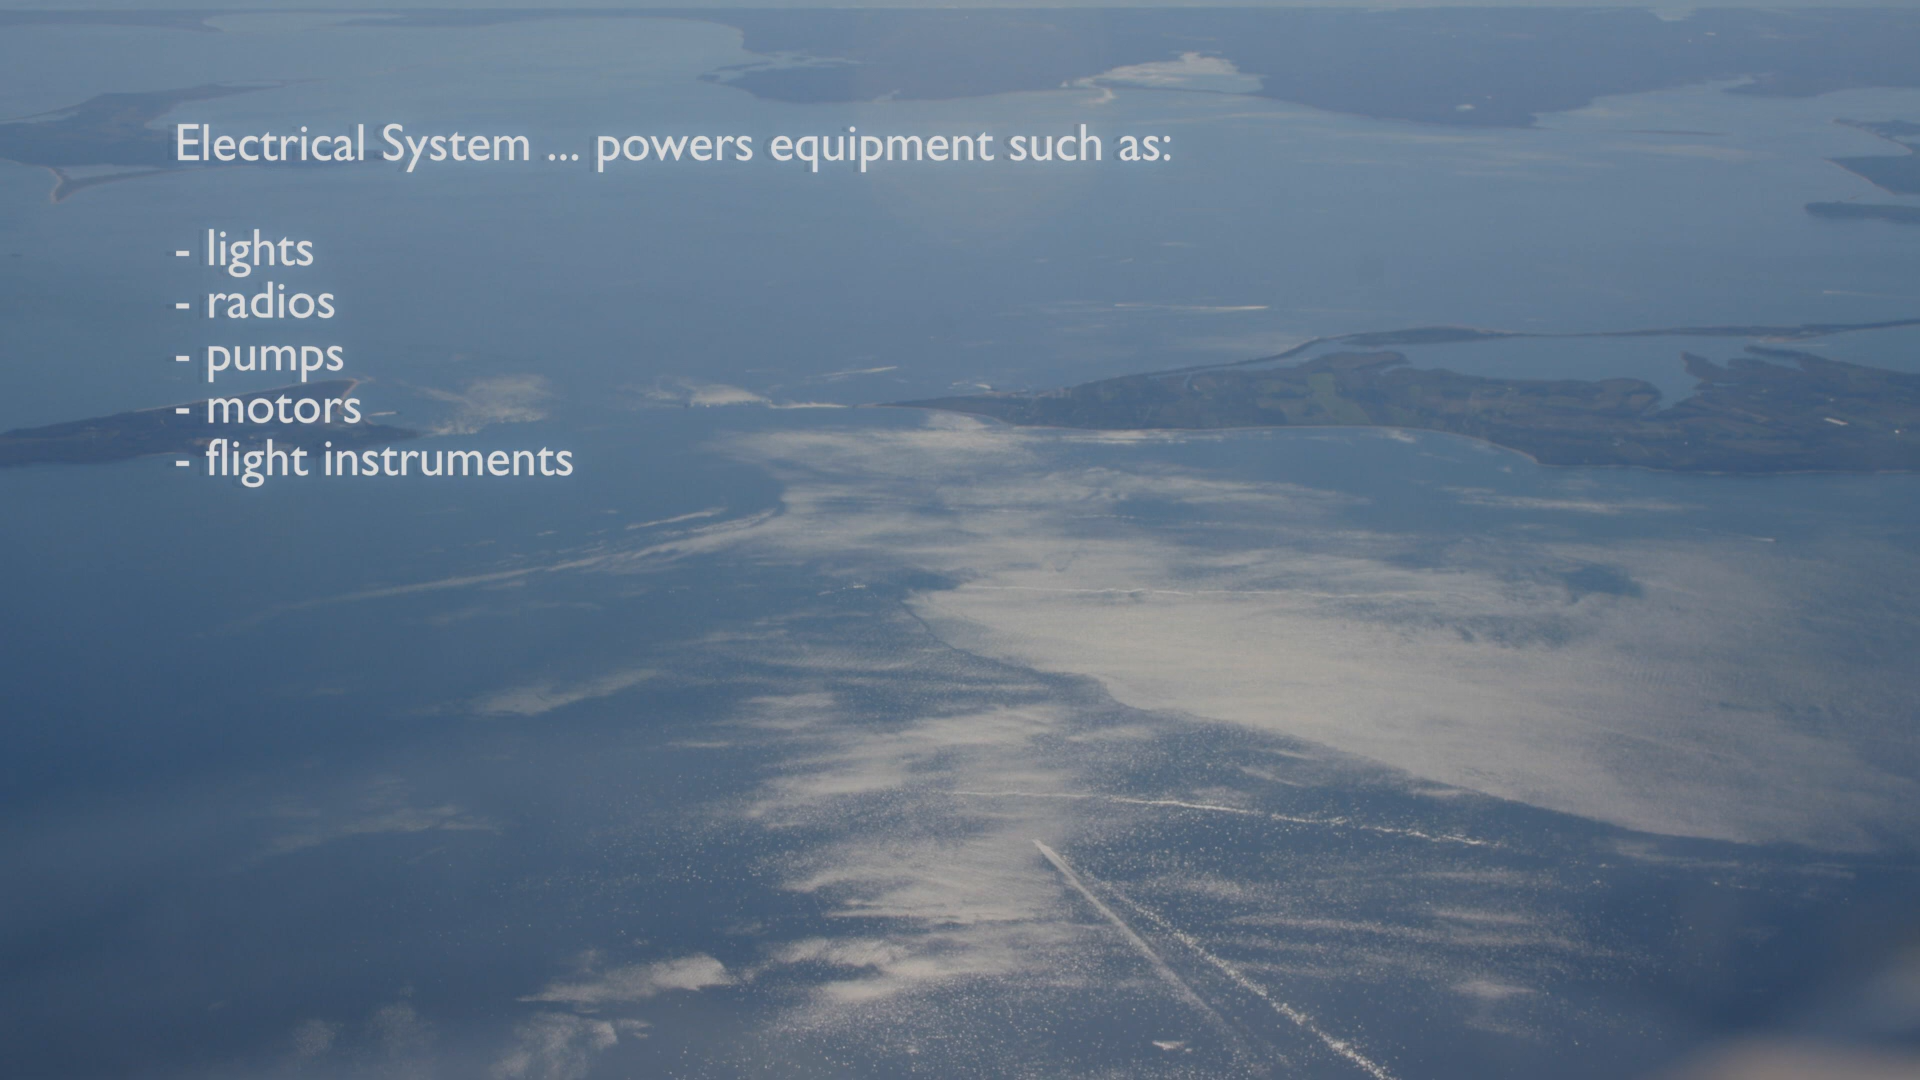 Electrical System ... powers equipment such as:
- lights
- radios
- pumps
- motors
- flight instruments